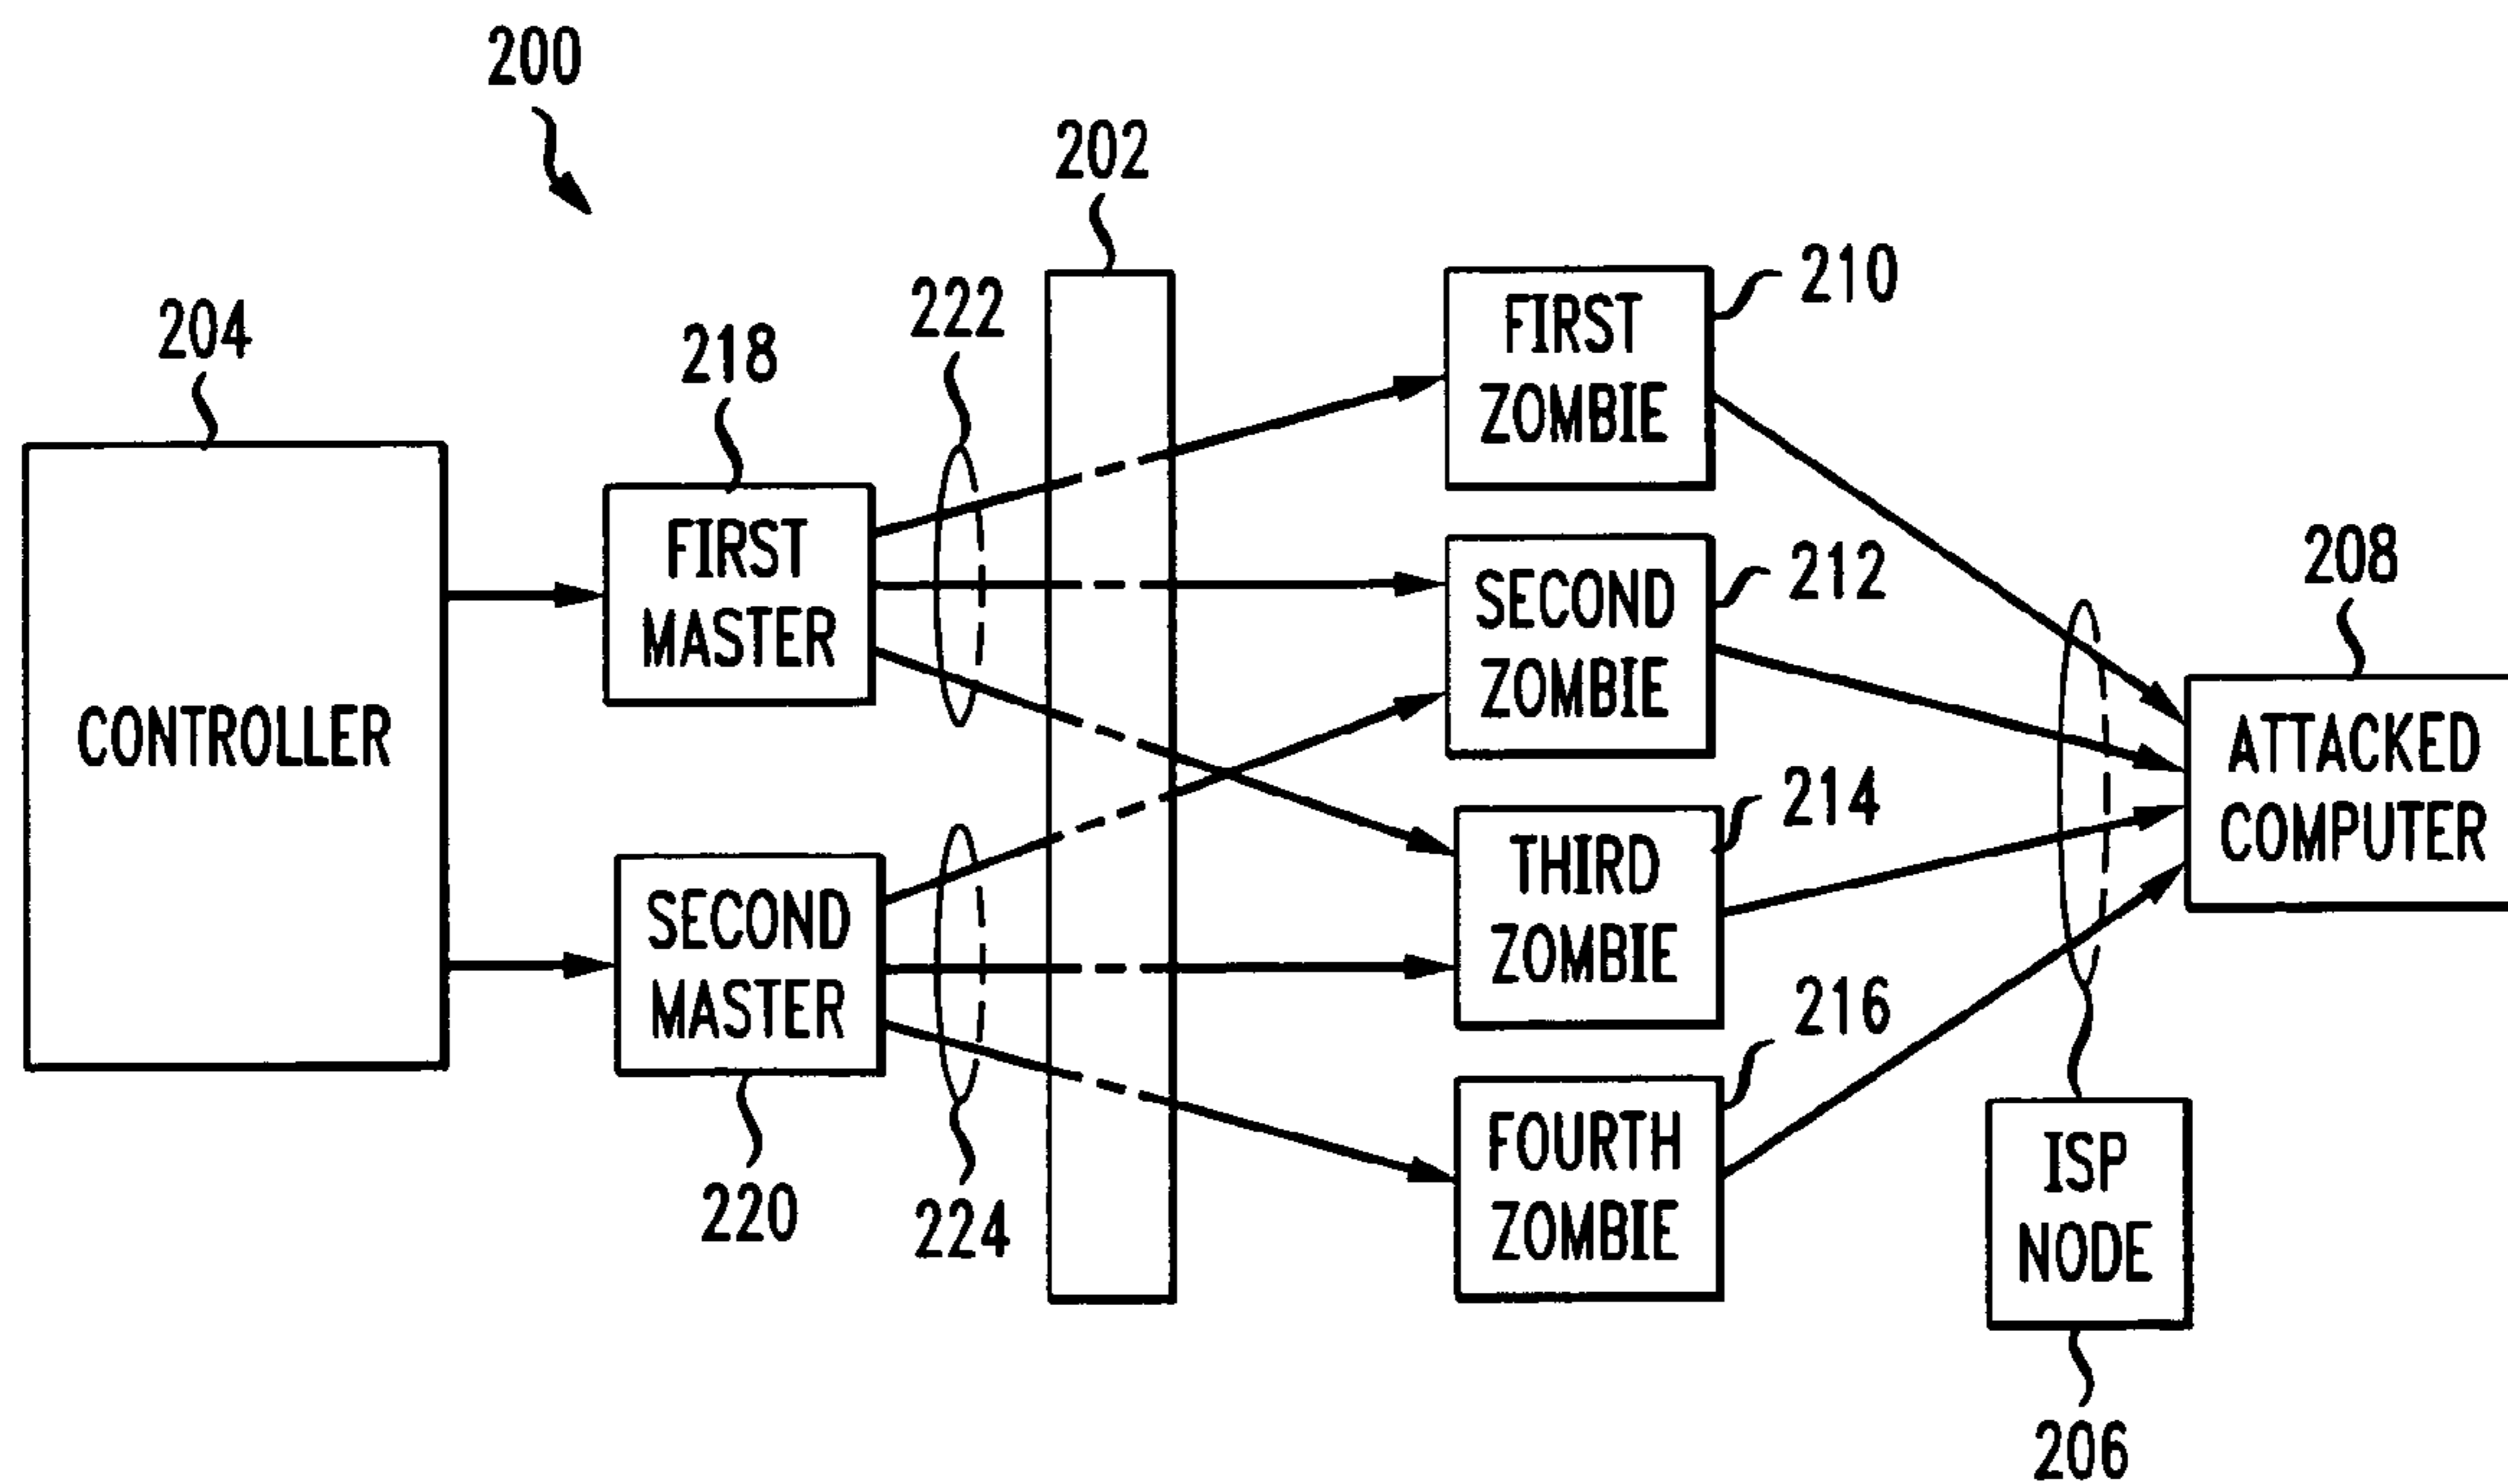 200
202
204
218
222
FIRST
ZOMBIE
210
CONTROLLER
FIRST
MASTER
SECOND
ZOMBIE
212
208
ATTACKED
COMPUTER
SECOND
MASTER
THIRD
ZOMBIE
214
220
224
FOURTH
ZOMBIE
216
ISP
NODE
206